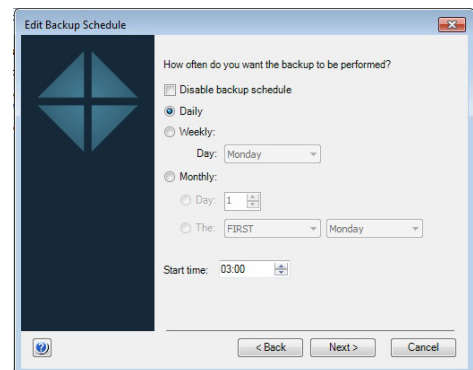 Edit Backup Schedule
How often do you want the backup to be performed?
Disable backup schedule
Daily
Weekly:
Day: Monday
Monthly:
Day: 1
The: FIRST Monday
Start time: 03:00
< Back Next > Cancel